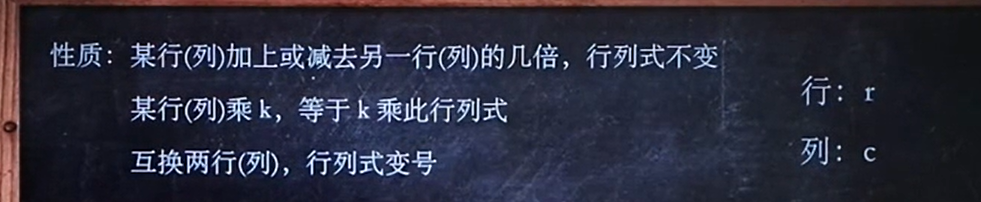 性质：某行(列)加上或减去另一行(列)的几倍，行列式不变
某行(列)乘 k，等于 k 乘此行列式
互换两行(列)，行列式变号
行：r
列：c